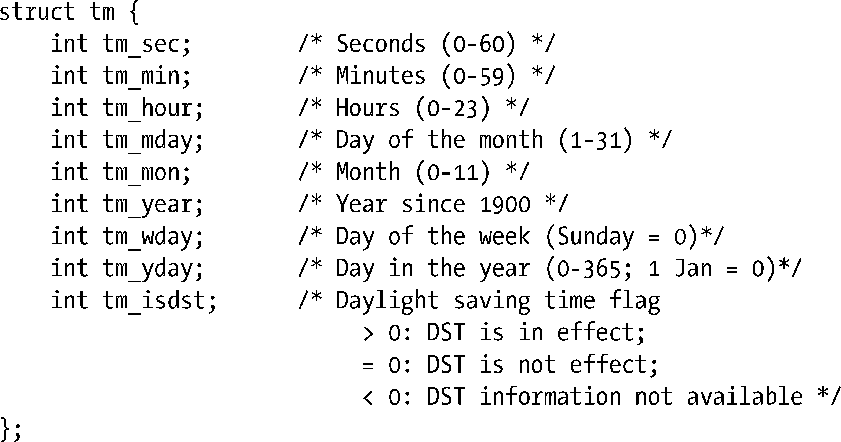 struct tm {
    int tm_sec;        /* Seconds (0-60) */
    int tm_min;        /* Minutes (0-59) */
    int tm_hour;       /* Hours (0-23) */
    int tm_mday;       /* Day of the month (1-31) */
    int tm_mon;        /* Month (0-11) */
    int tm_year;       /* Year since 1900 */
    int tm_wday;       /* Day of the week (Sunday = 0)*/
    int tm_yday;       /* Day in the year (0-365; 1 Jan = 0)*/
    int tm_isdst;      /* Daylight saving time flag
                            > 0: DST is in effect;
                            = 0: DST is not effect;
                            < 0: DST information not available */
};